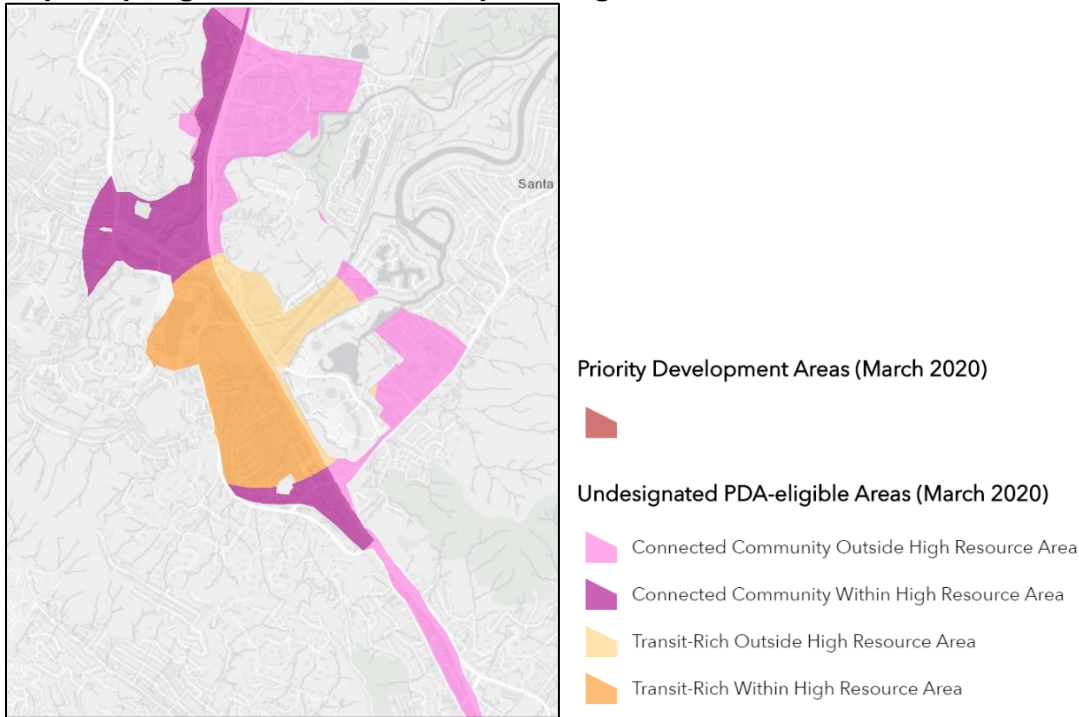 Santa
Priority Development Areas (March 2020)
Undesignated PDA-eligible Areas (March 2020)
Connected Community Outside High Resource Area
Connected Community Within High Resource Area
Transit-Rich Outside High Resource Area
Transit-Rich Within High Resource Area